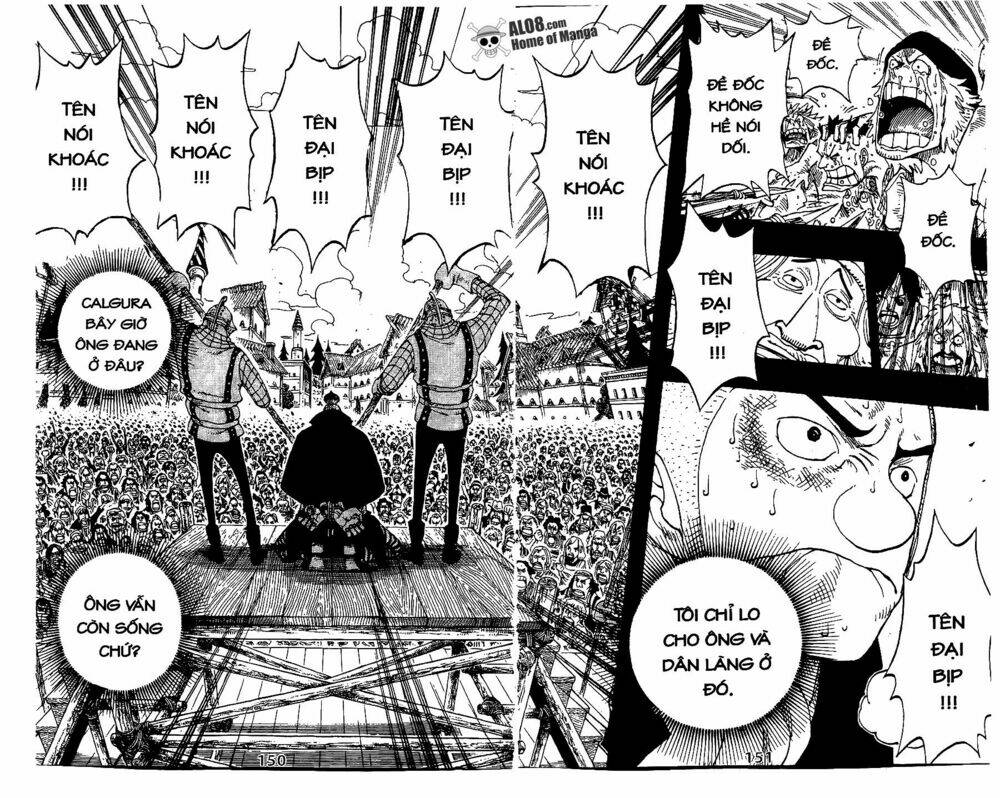 ĐỀ
ĐỐC.
ĐỀ ĐỐC
KHÔNG
HỀ NÓI
DỐI.
ĐỀ
ĐỐC.
TÊN
ĐẠI
BỊP
!!!
TÔI CHỈ LO
CHO ÔNG VÀ
DÂN LÀNG Ở
ĐÓ.
TÊN
ĐẠI
BỊP
!!!
151
AL08.com
Home of Manga
TÊN
NÓI
KHOÁC
!!!
TÊN
ĐẠI
BỊP
!!!
TÊN
ĐẠI
BỊP
!!!
TÊN
NÓI
KHOÁC
!!!
TÊN
NÓI
KHOÁC
!!!
CALGURA
BÂY GIỜ
ÔNG ĐANG
Ở ĐÂU?
ÔNG VẪN
CÒN SỐNG
CHỨ?
150